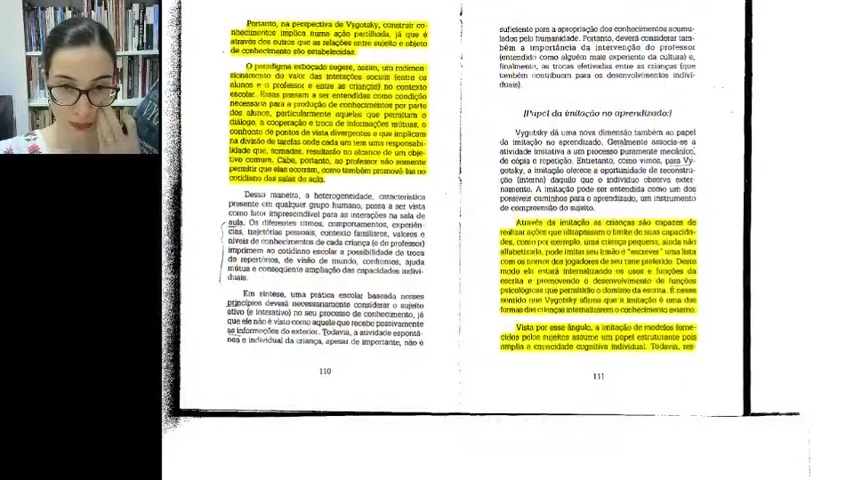 Portanto, na perspectiva de Vygotsky, construir co-
nhecimentos implica numa ação partilhada, já que é
através dos outros que as relações entre sujeito e objeto
de conhecimento são estabelecidas.
O paradigma esboçado sugere, assim, um redimen-
sionamento do valor das interações sociais (entre os
alunos e o professor e entre as crianças) no contexto
escolar. Essas passam a ser entendidas como condição
necessária para a produção de conhecimentos por parte
dos alunos, particularmente aquelas que permitam o
diálogo, a cooperação e troca de informações mútuas, o
confronto de pontos de vista divergentes e que implicam
na divisão de tarefas onde cada um tem uma responsabi-
lidade que, somadas, resultarão no alcance de um obje-
tivo comum. Cabe, portanto, ao professor não somente
permitir que elas ocorram, como também promovê-las no
cotidiano das salas de aula.
Dessa maneira, a heterogeneidade, característica
presente em qualquer grupo humano, passa a ser vista
como fator imprescindível para as interações na sala de
aula. Os diferentes ritmos, comportamentos, experiên-
cias, trajetórias pessoais, contexto familiares, valores e
níveis de conhecimentos de cada criança (e do professor)
imprimem ao cotidiano escolar a possibilidade de troca
de repertórios, de visão de mundo, confrontos, ajuda
mútua e conseqüente ampliação das capacidades indivi-
duais.
Em síntese, uma prática escolar baseada nesses
princípios deverá necessariamente considerar o sujeito
ativo (e interativo) no seu processo de conhecimento, já
que ele não é visto como aquele que recebe passivamente
as informações do exterior. Todavia, a atividade espontâ-
nea e individual da criança, apesar de importante, não é
110
suficiente para a apropriação dos conhecimentos acumu-
lados pela humanidade. Portanto, deverá considerar tam-
bém a importância da intervenção do professor
(entendido como alguém mais experiente da cultura) e,
finalmente, as trocas efetivadas entre as crianças (que
também contribuem para os desenvolvimentos indivi-
duais).
[Papel da imitação no aprendizado:]
Vygotsky dá uma nova dimensão também ao papel
da imitação no aprendizado. Geralmente associa-se a
atividade imitativa a um processo puramente mecânico,
de cópia e repetição. Entretanto, como vimos, para Vy-
gotsky, a imitação oferece a oportunidade de reconstru-
ção (interna) daquilo que o indivíduo observa exter-
namente. A imitação pode ser entendida como um dos
possíveis caminhos para o aprendizado, um instrumento
de compreensão do sujeito.
Através da imitação as crianças são capazes de
realizar ações que ultrapassam o limite de suas capacida-
des, como por exemplo, uma criança pequena, ainda não
alfabetizada, pode imitar seu irmão e "escrever" uma lista
com os nomes dos jogadores de seu time preferido. Deste
modo ela estará internalizando os usos e funções da
escrita e promovendo o desenvolvimento de funções
psicológicas que permitirão o domínio da escrita. É nesse
sentido que Vygotsky afirma que a imitação é uma das
formas das crianças internalizarem o conhecimento externo.
Vista por esse ângulo, a imitação de modelos forne-
cidos pelos sujeitos assume um papel estruturante pois
amplia a capacidade cognitiva individual. Todavia, res-
111